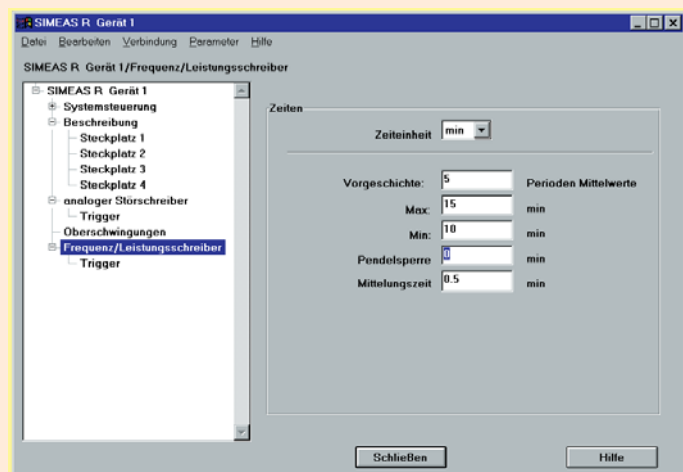 SIMEAS R Gerät 1
Datei Bearbeiten Verbindung Parameter Hilfe
SIMEAS R Gerät 1/Frequenz/Leistungsschreiber
SIMEAS R Gerät 1
Systemsteuerung
Beschreibung
Steckplatz 1
Steckplatz 2
Steckplatz 3
Steckplatz 4
analoger Störschreiber
Trigger
Oberschwingungen
Frequenz/Leistungsschreiber
Trigger
Zeiten
Zeiteinheit min
Vorgeschichte: 5 Perioden Mittelwerte
Max: 15 min
Min: 10 min
Pendelsperre 0 min
Mittelungszeit 0.5 min
Schließen Hilfe